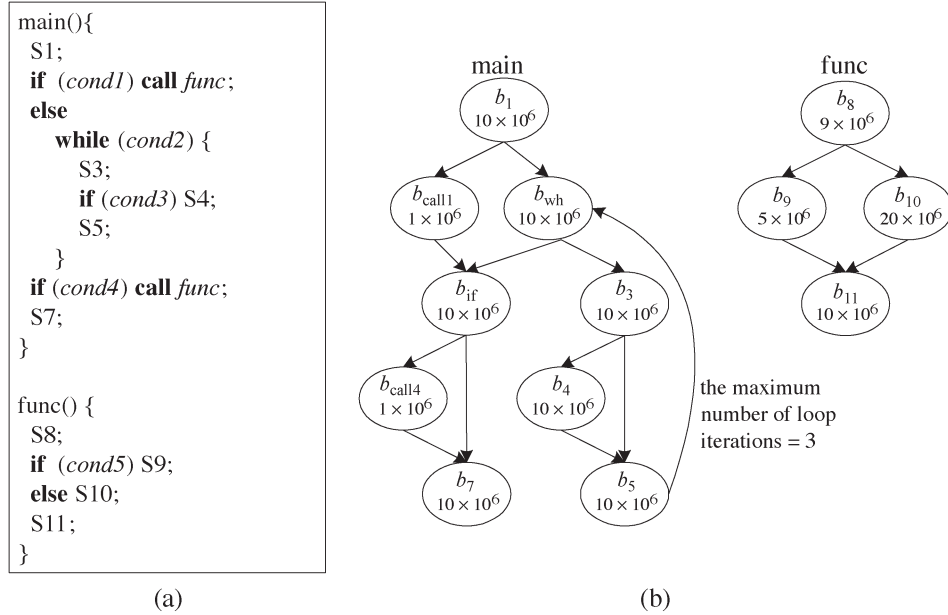 main(){
S1;
if (cond1) call func;
else
while (cond2) {
S3;
if (cond3) S4;
S5;
}
if (cond4) call func;
S7;
}
func() {
S8;
if (cond5) S9;
else S10;
S11;
}
(a)
main
b1
10 × 10^6
bcall1
1 × 10^6
bwh
10 × 10^6
bif
10 × 10^6
b3
10 × 10^6
bcall4
1 × 10^6
b4
10 × 10^6
b7
10 × 10^6
b5
10 × 10^6
the maximum
number of loop
iterations = 3
func
b8
9 × 10^6
b9
5 × 10^6
b10
20 × 10^6
b11
10 × 10^6
(b)